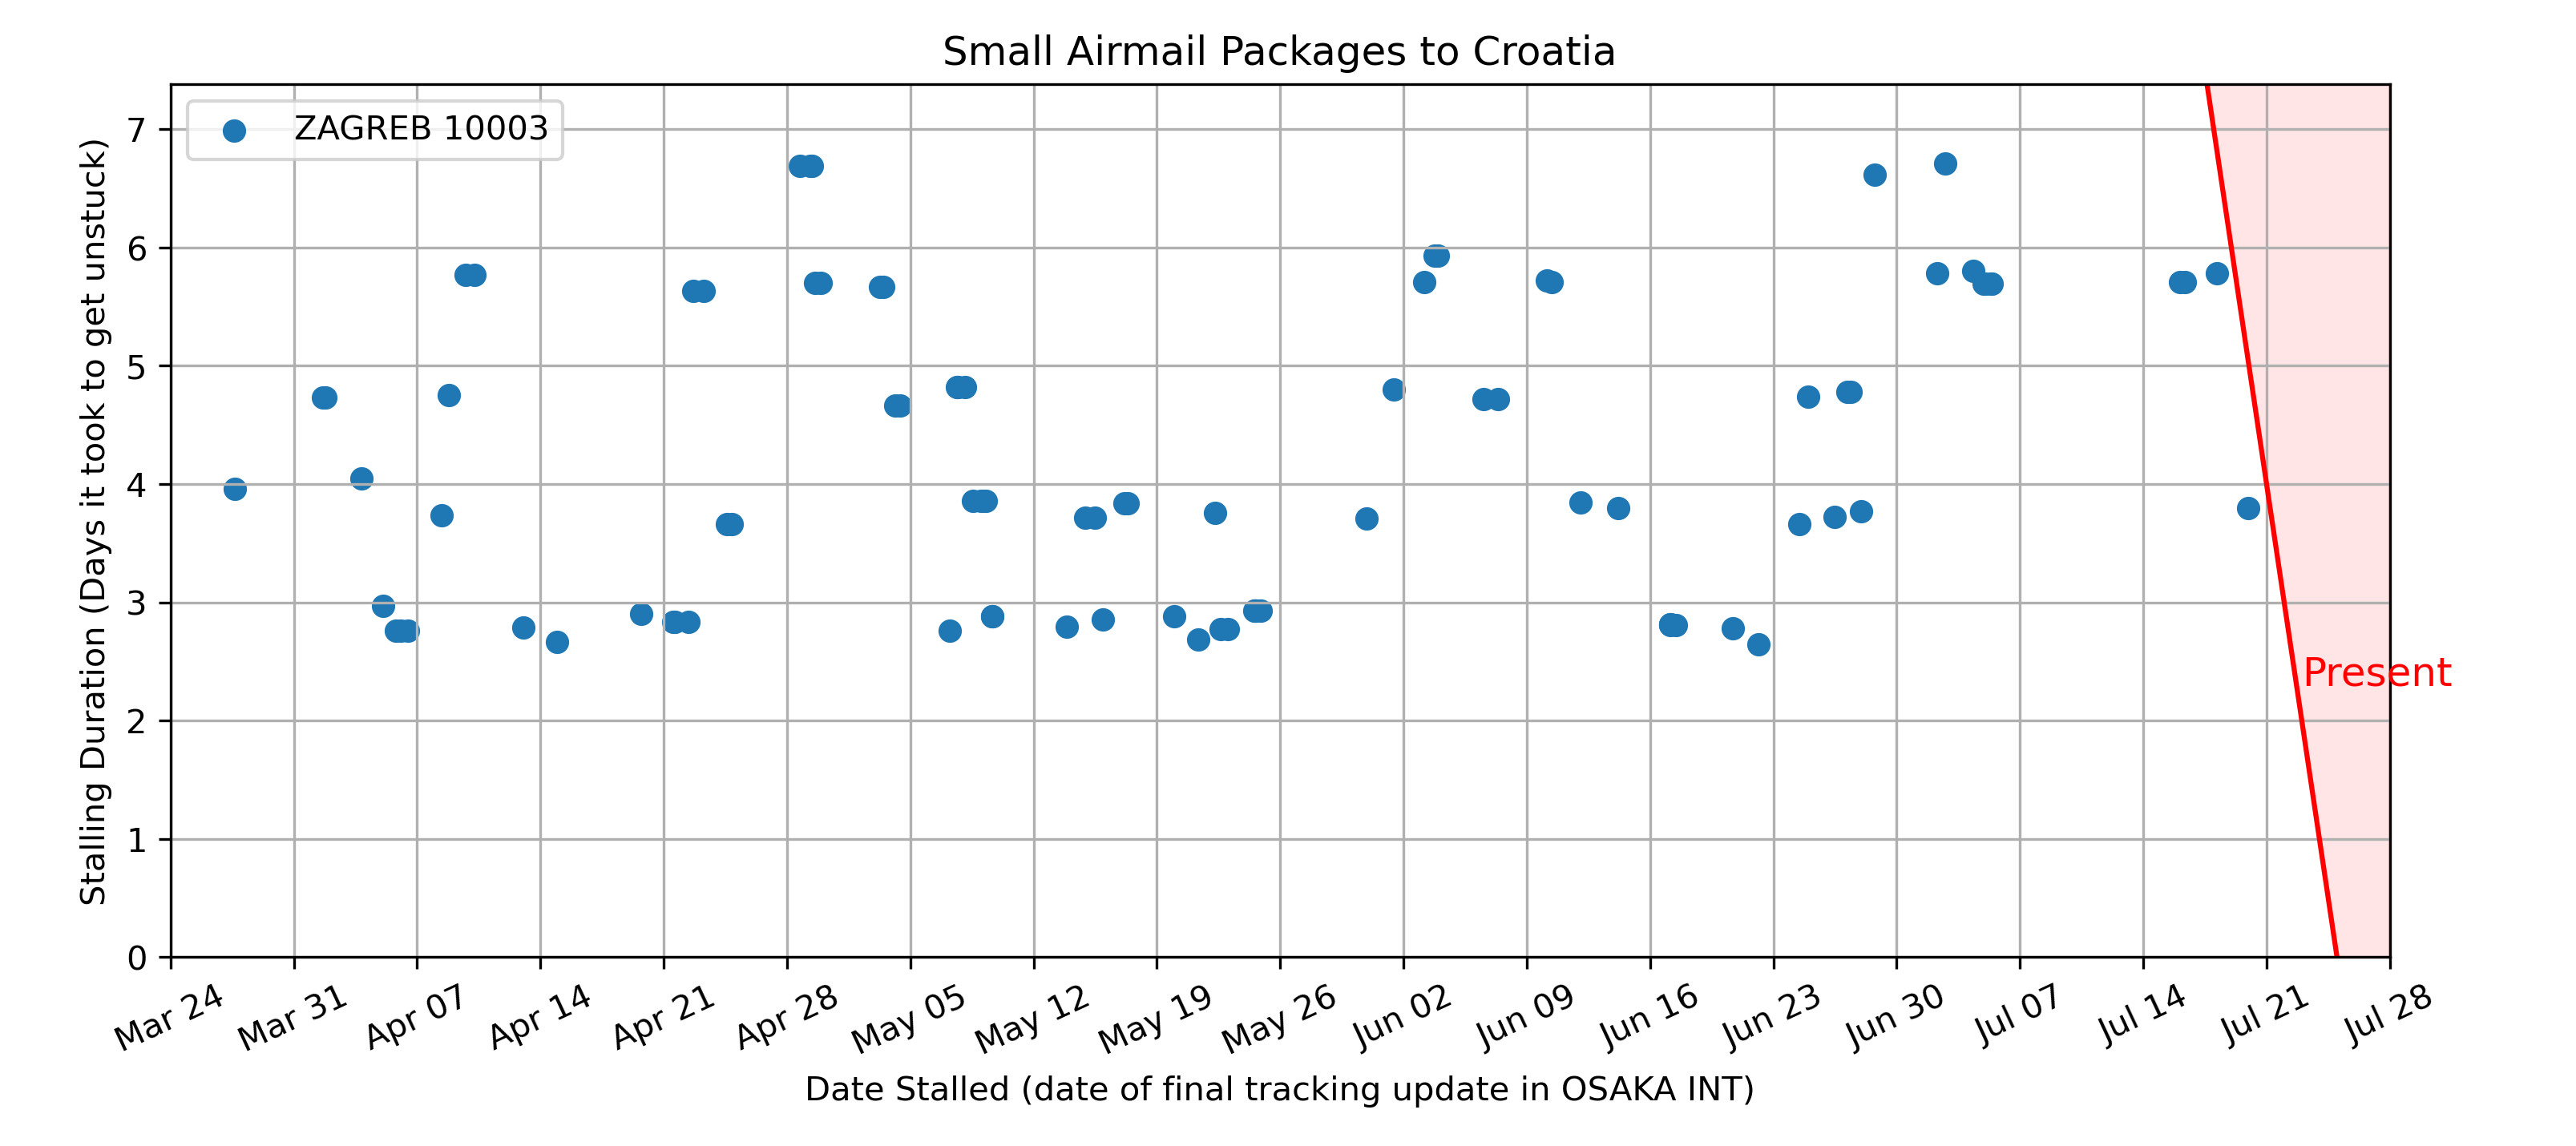 Small Airmail Packages to Croatia
ZAGREB 10003
Stalling Duration (Days it took to get unstuck)
7
6
5
4
3
2
1
0
Present
Mar 24
Mar 31
Apr 07
Apr 14
Apr 21
Apr 28
May 05
May 12
May 19
May 26
Jun 02
Jun 09
Jun 16
Jun 23
Jun 30
Jul 07
Jul 14
Jul 21
Jul 28
Date Stalled (date of final tracking update in OSAKA INT)